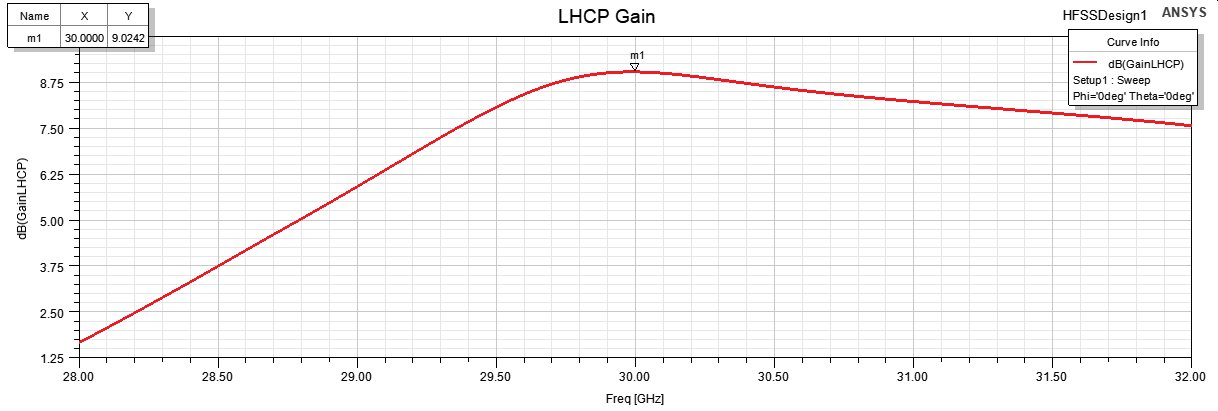 LHCP Gain
HFSSDesign1
ANSYS
Name X Y
m1 30.0000 9.0242
Curve Info
dB(GainLHCP)
Setup1 : Sweep
Phi='0deg' Theta='0deg'
m1
dB(GainLHCP)
8.75
7.50
6.25
5.00
3.75
2.50
1.25
28.00 28.50 29.00 29.50 30.00 30.50 31.00 31.50 32.00
Freq [GHz]